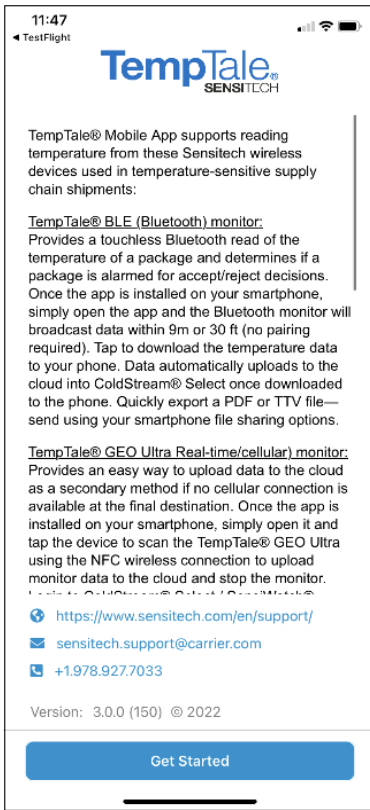 11:47
◀ TestFlight
TempTale®
SENSITECH
TempTale® Mobile App supports reading
temperature from these Sensitech wireless
devices used in temperature-sensitive supply
chain shipments:
TempTale® BLE (Bluetooth) monitor:
Provides a touchless Bluetooth read of the
temperature of a package and determines if a
package is alarmed for accept/reject decisions.
Once the app is installed on your smartphone,
simply open the app and the Bluetooth monitor will
broadcast data within 9m or 30 ft (no pairing
required). Tap to download the temperature data
to your phone. Data automatically uploads to the
cloud into ColdStream® Select once downloaded
to the phone. Quickly export a PDF or TTV file—
send using your smartphone file sharing options.
TempTale® GEO Ultra Real-time/cellular) monitor:
Provides an easy way to upload data to the cloud
as a secondary method if no cellular connection is
available at the final destination. Once the app is
installed on your smartphone, simply open it and
tap the device to scan the TempTale® GEO Ultra
using the NFC wireless connection to upload
monitor data to the cloud and stop the monitor.
Login to ColdStream® Select / SensiWatch®
https://www.sensitech.com/en/support/
sensitech.support@carrier.com
+1.978.927.7033
Version: 3.0.0 (150) © 2022
Get Started